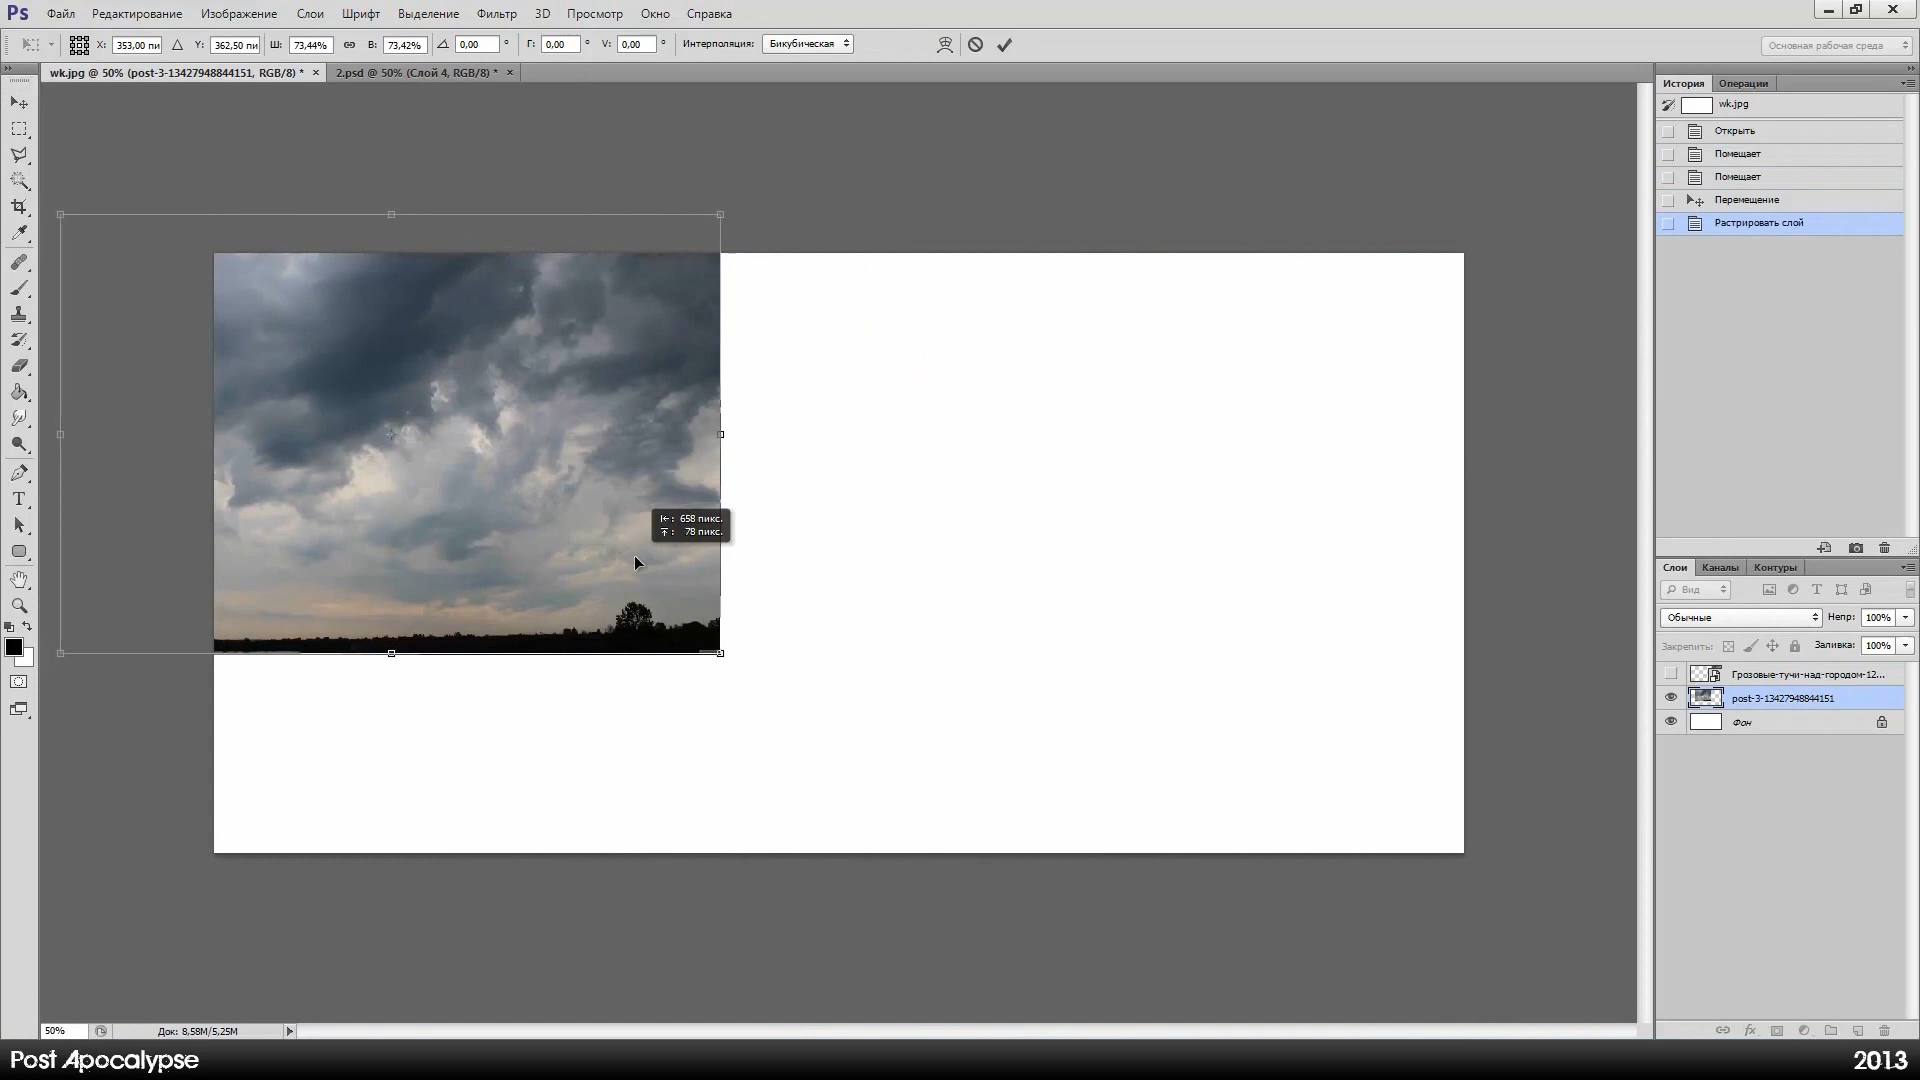 Ps Файл Редактирование Изображение Слои Шрифт Выделение Фильтр 3D Просмотр Окно Справка
X: 353,00 пи Y: 362,50 пи Ш: 73,44% В: 73,42% 0,00 ° Г: 0,00 ° V: 0,00 ° Интерполяция: Бикубическая Основная рабочая среда
wk.jpg @ 50% (post-3-13427948844151, RGB/8) * × 2.psd @ 50% (Слой 4, RGB/8) * ×
История Операции
wk.jpg
Открыть
Помещает
Помещает
Перемещение
Растрировать слой
658 пикс.
78 пикс.
Слои Каналы Контуры
Вид
Обычные Непр: 100%
Закрепить: Заливка: 100%
Грозовые-тучи-над-городом-12...
post-3-13427948844151
Фон
50% Док: 8,58M/5,25M
Post Apocalypse 2013